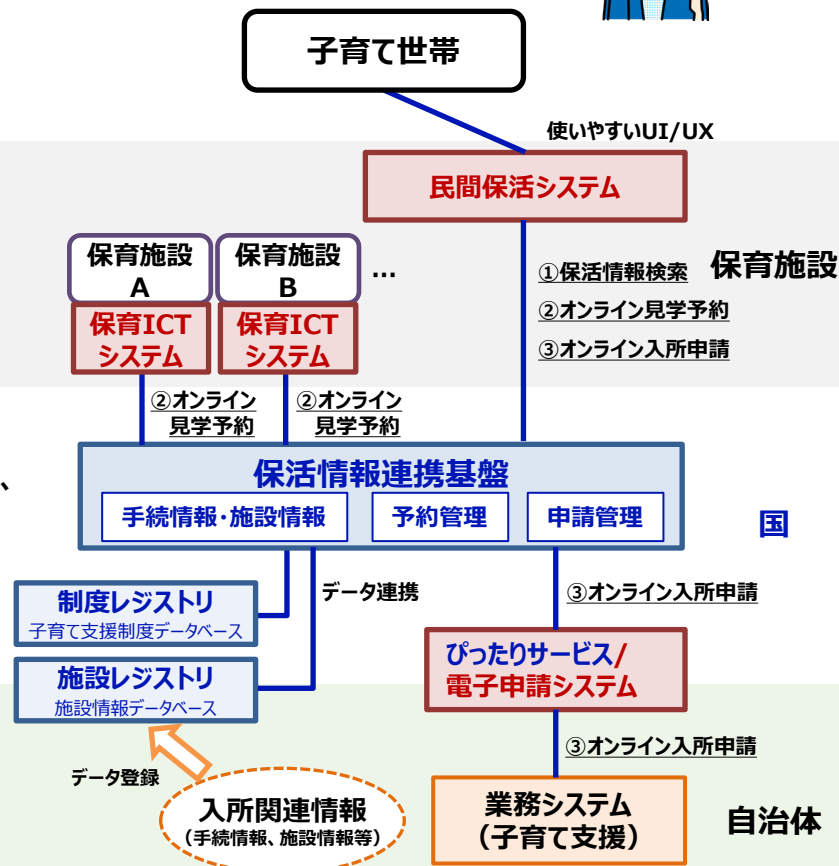 子育て世帯
使いやすいUI/UX
民間保活システム
保育施設
A
保育施設
B
...
保育ICT
システム
保育ICT
システム
①保活情報検索
②オンライン見学予約
③オンライン入所申請
保育施設
②オンライン
見学予約
②オンライン
見学予約
、
保活情報連携基盤
手続情報・施設情報
予約管理
申請管理
国
データ連携
③オンライン入所申請
制度レジストリ
子育て支援制度データベース
施設レジストリ
施設情報データベース
ぴったりサービス/
電子申請システム
データ登録
③オンライン入所申請
入所関連情報
（手続情報、施設情報等）
業務システム
（子育て支援）
自治体